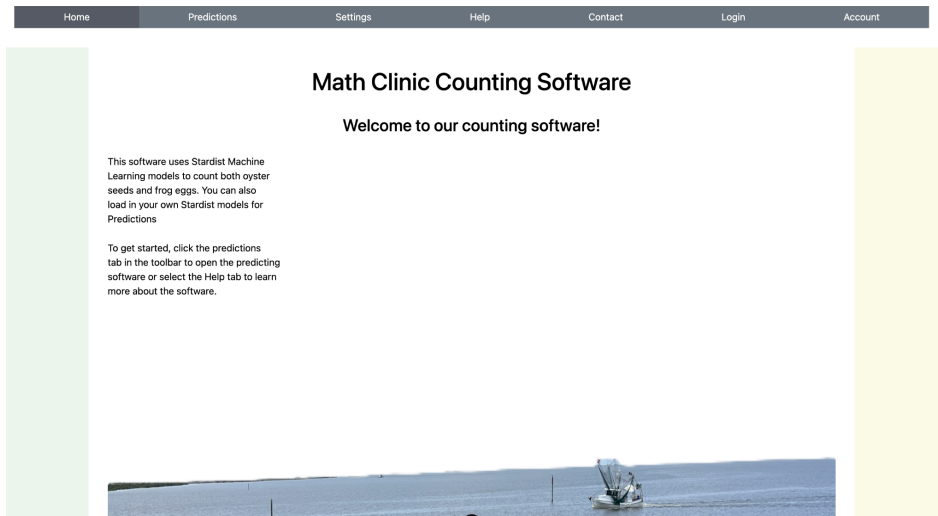 Home Predictions Settings Help Contact Login Account
Math Clinic Counting Software
Welcome to our counting software!
This software uses Stardist Machine
Learning models to count both oyster
seeds and frog eggs. You can also
load in your own Stardist models for
Predictions
To get started, click the predictions
tab in the toolbar to open the predicting
software or select the Help tab to learn
more about the software.